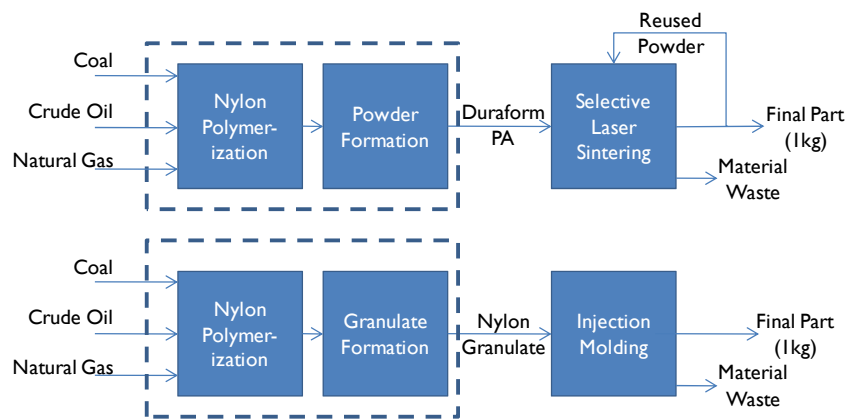 Reused
Powder
Coal
Crude Oil
Natural Gas
Nylon
Polymer-
ization
Powder
Formation
Duraform
PA
Selective
Laser
Sintering
Final Part
(1kg)
Material
Waste
Coal
Crude Oil
Natural Gas
Nylon
Polymer-
ization
Granulate
Formation
Nylon
Granulate
Injection
Molding
Final Part
(1kg)
Material
Waste